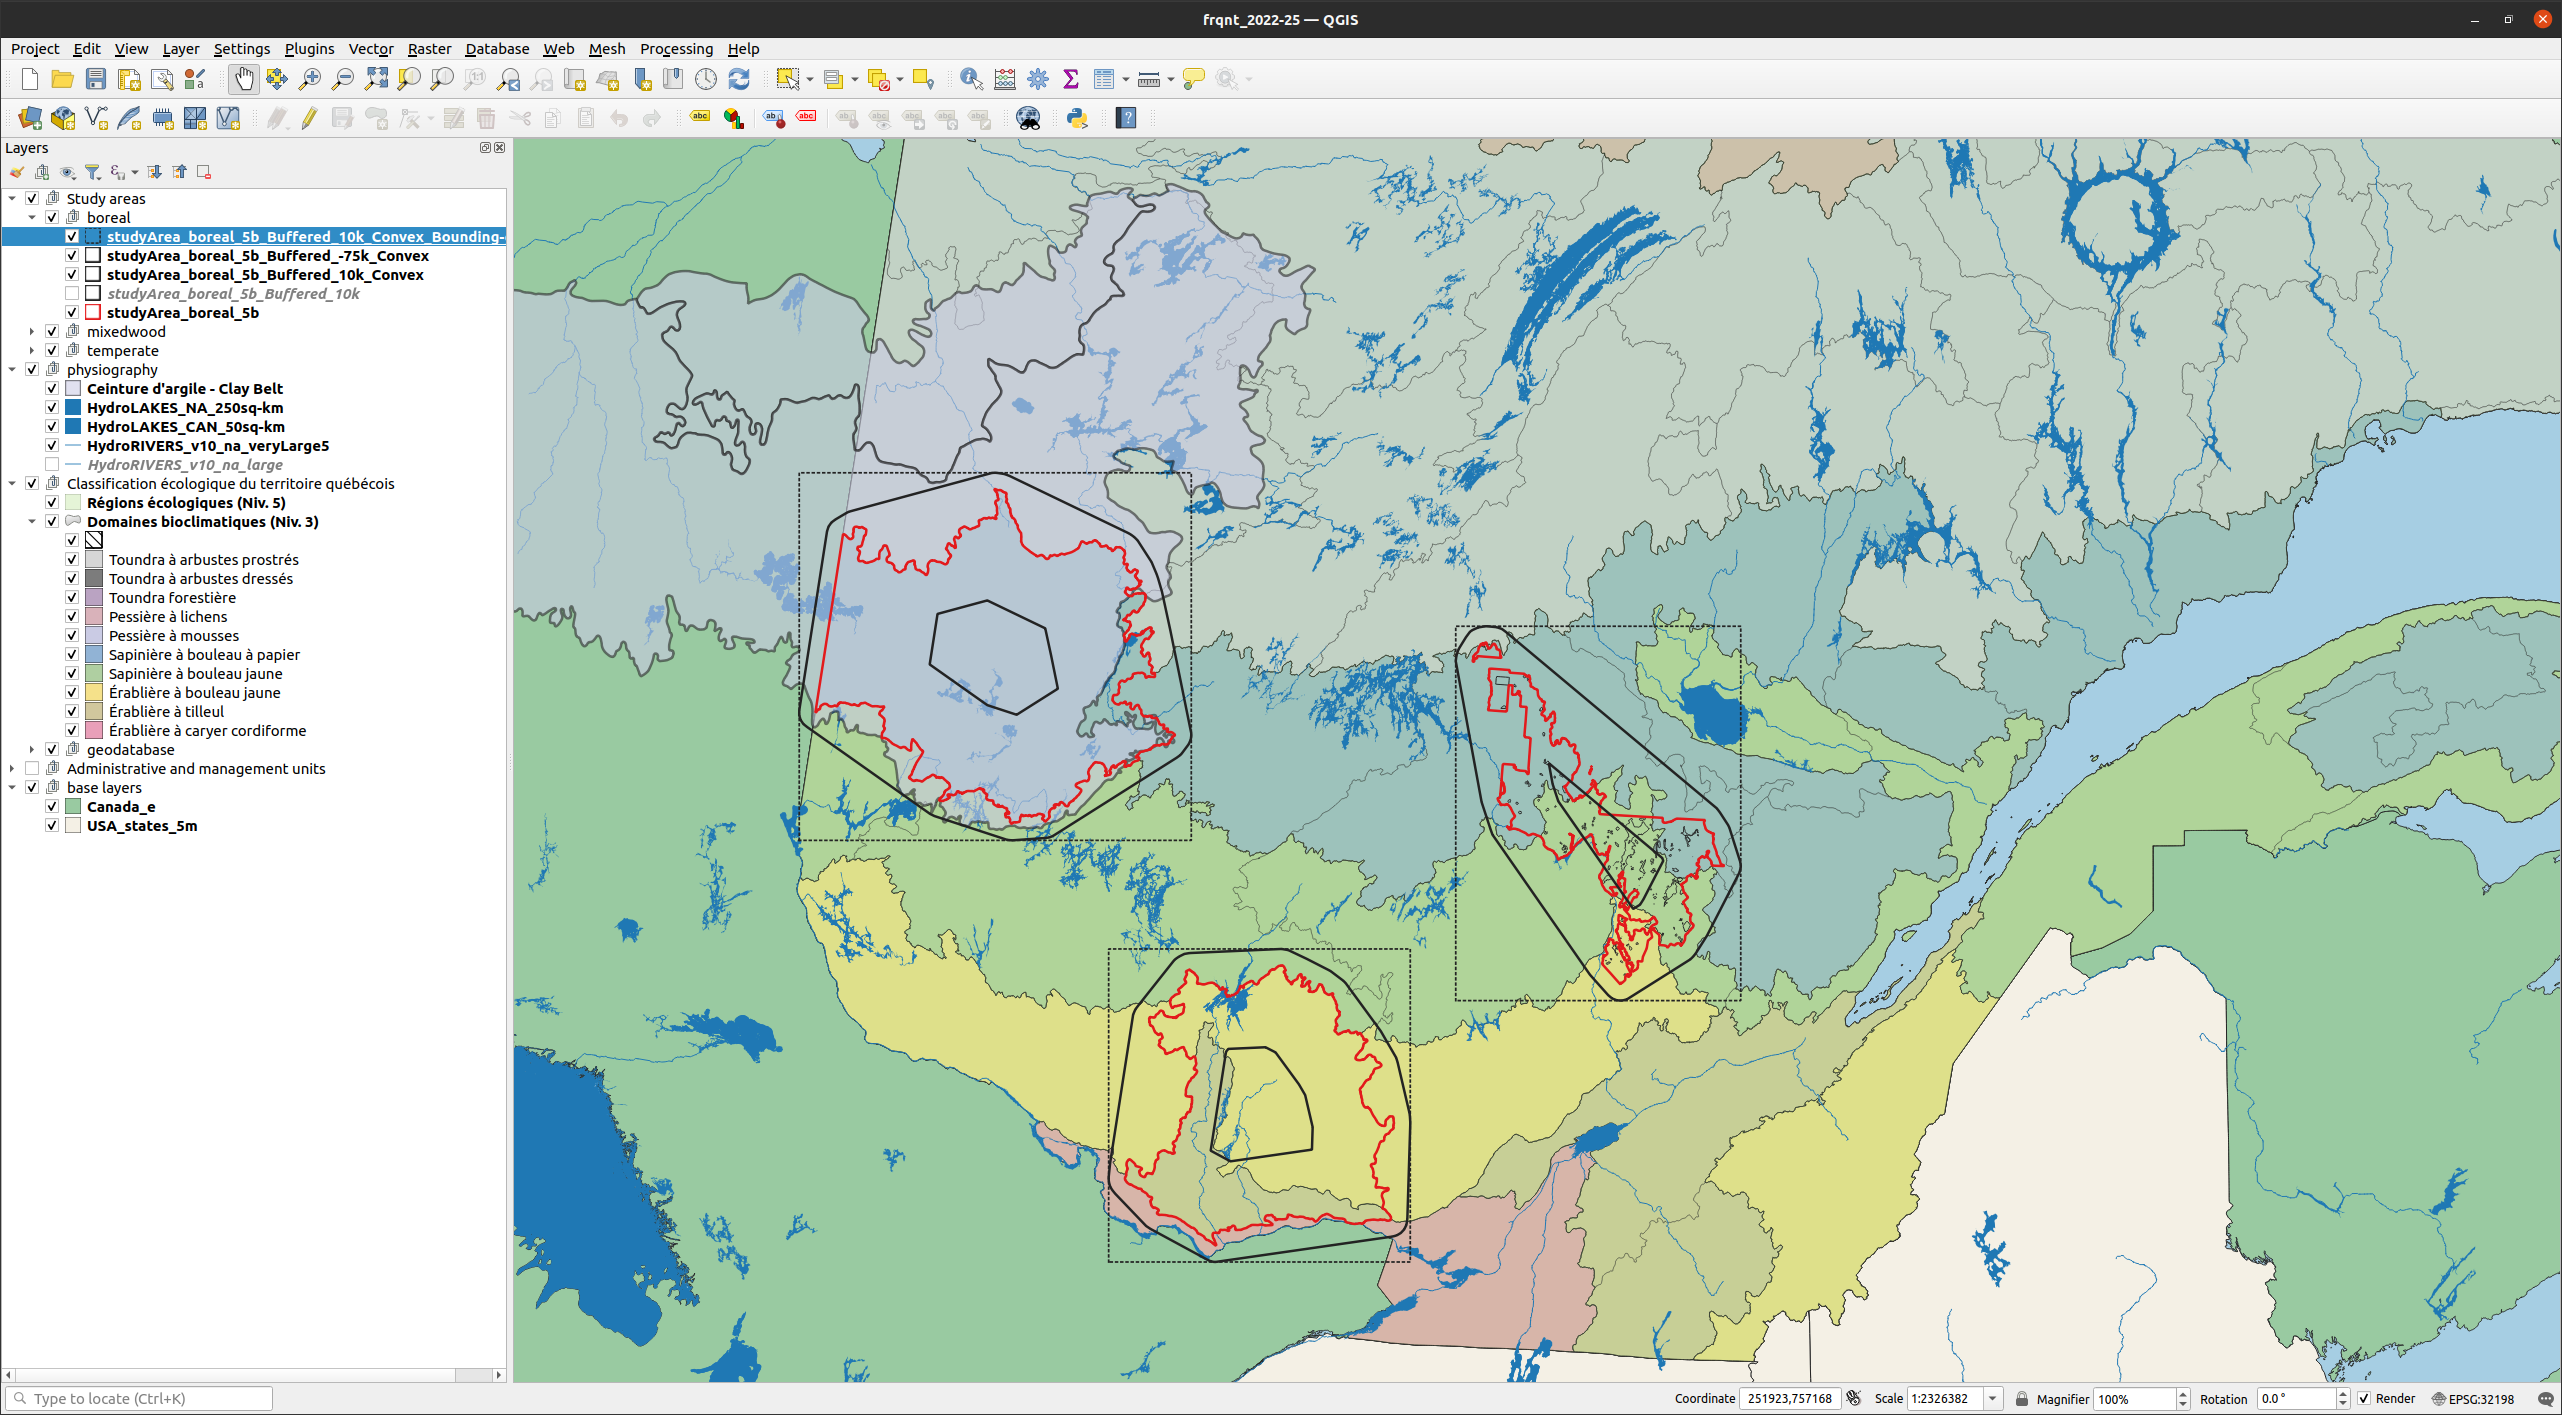 frqnt_2022-25 — QGIS
Project Edit View Layer Settings Plugins Vector Raster Database Web Mesh Processing Help
Layers
Study areas
boreal
studyArea_boreal_5b_Buffered_10k_Convex_Bounding-
studyArea_boreal_5b_Buffered_-75k_Convex
studyArea_boreal_5b_Buffered_10k_Convex
studyArea_boreal_5b_Buffered_10k
studyArea_boreal_5b
mixedwood
temperate
physiography
Ceinture d'argile - Clay Belt
HydroLAKES_NA_250sq-km
HydroLAKES_CAN_50sq-km
HydroRIVERS_v10_na_veryLarge5
HydroRIVERS_v10_na_large
Classification écologique du territoire québécois
Régions écologiques (Niv. 5)
Domaines bioclimatiques (Niv. 3)
Toundra à arbustes prostrés
Toundra à arbustes dressés
Toundra forestière
Pessière à lichens
Pessière à mousses
Sapinière à bouleau à papier
Sapinière à bouleau jaune
Érablière à bouleau jaune
Érablière à tilleul
Érablière à caryer cordiforme
geodatabase
Administrative and management units
base layers
Canada_e
USA_states_5m
Type to locate (Ctrl+K)
Coordinate 251923,757168 Scale 1:2326382 Magnifier 100% Rotation 0.0 ° Render EPSG:32198